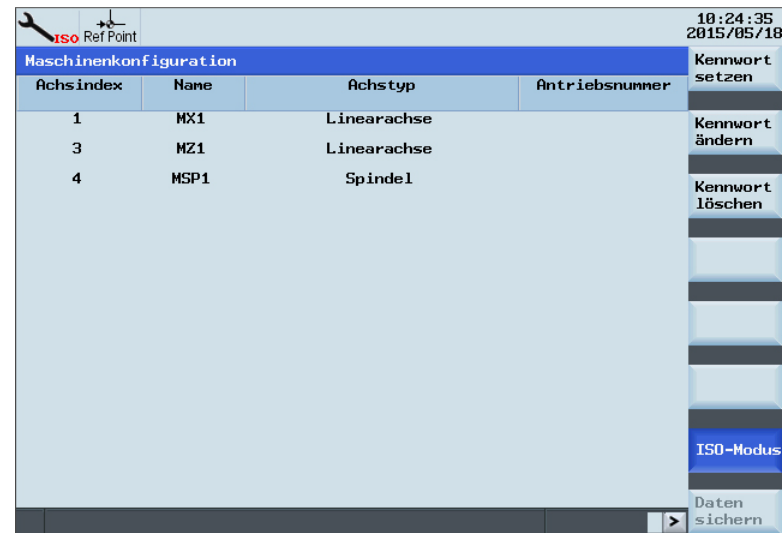 ISO Ref Point
10:24:35
2015/05/18
Maschinenkonfiguration
Achsindex Name Achstyp Antriebsnummer
1 MX1 Linearachse
3 MZ1 Linearachse
4 MSP1 Spindel
Kennwort
setzen
Kennwort
ändern
Kennwort
löschen
ISO-Modus
Daten
sichern
>